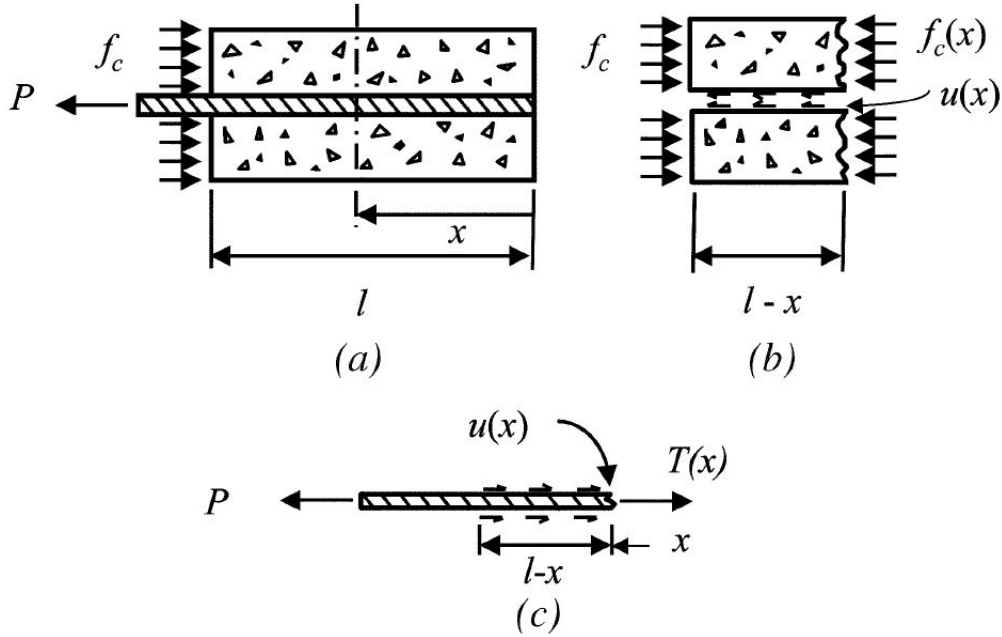 f_c
P
x
l
(a)
f_c
f_c(x)
u(x)
l - x
(b)
u(x)
T(x)
P
x
l-x
(c)